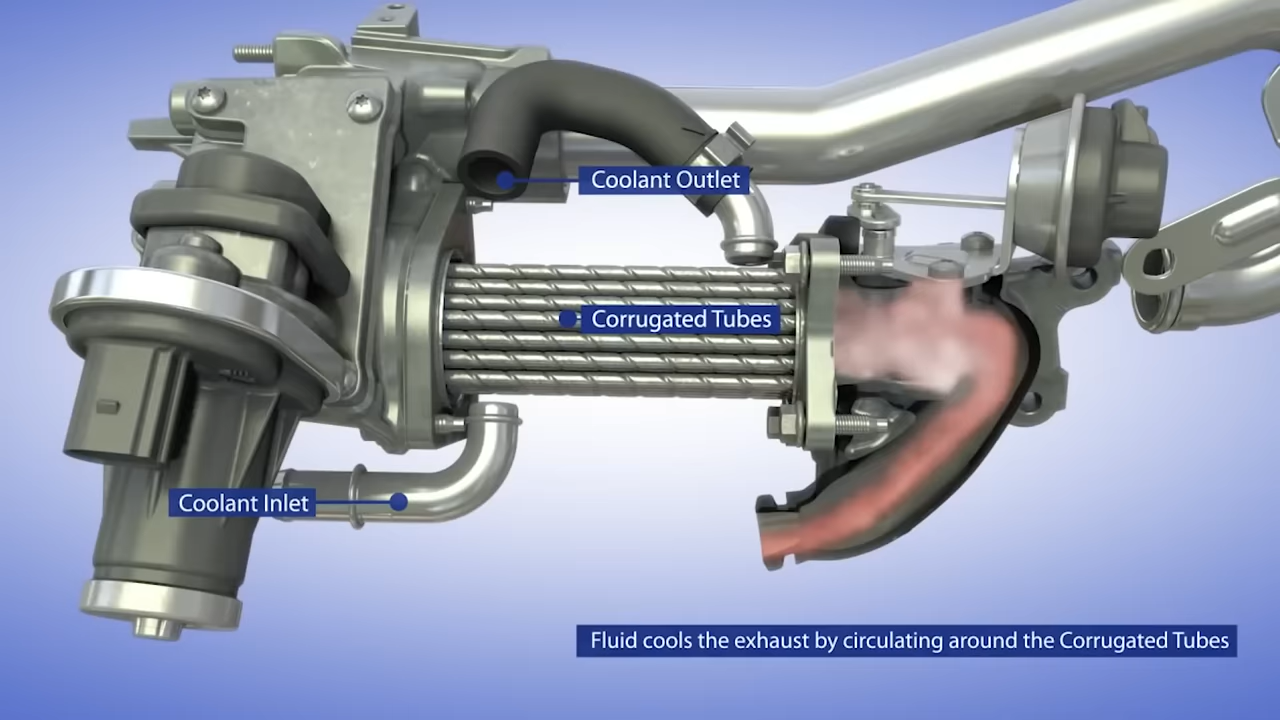 Coolant Outlet
Corrugated Tubes
Coolant Inlet
Fluid cools the exhaust by circulating around the Corrugated Tubes